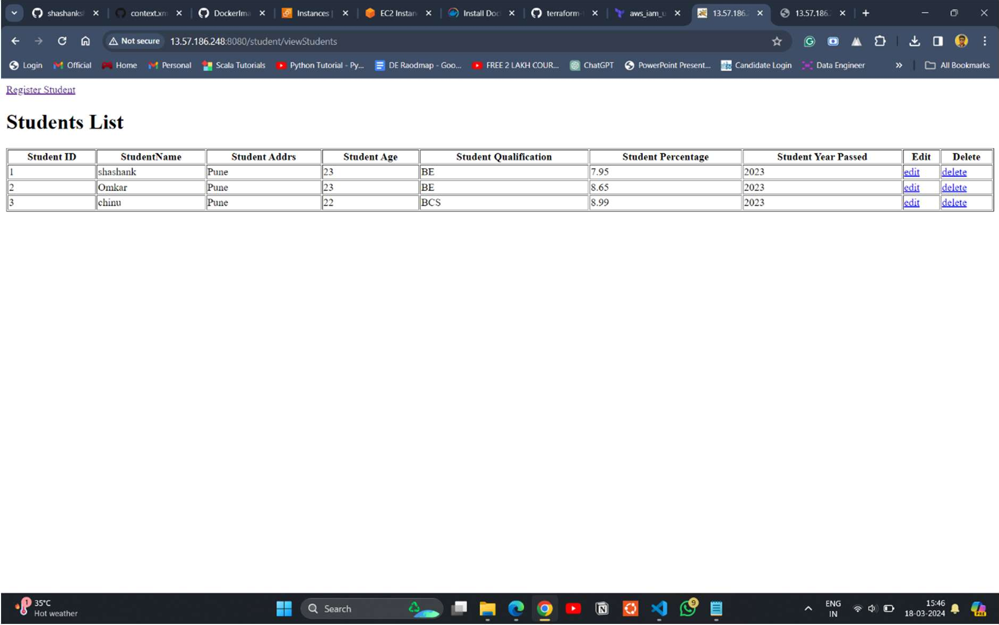 shashanks
context.xm
DockerIma
Instances |
EC2 Instan
Install Doc
terraform-
aws_iam_u
13.57.186.
13.57.186.
Not secure 13.57.186.248:8080/student/viewStudents
Login Official Home Personal Scala Tutorials Python Tutorial - Py... DE Raodmap - Goo... FREE 2 LAKH COUR... ChatGPT PowerPoint Present... Candidate Login Data Engineer » All Bookmarks
Register Student
Students List
Student ID StudentName Student Addrs Student Age Student Qualification Student Percentage Student Year Passed Edit Delete
1 shashank Pune 23 BE 7.95 2023 edit delete
2 Omkar Pune 23 BE 8.65 2023 edit delete
3 chinu Pune 22 BCS 8.99 2023 edit delete
1 35°C
Hot weather
Search
9
ENG
IN
15:46
18-03-2024
PRE